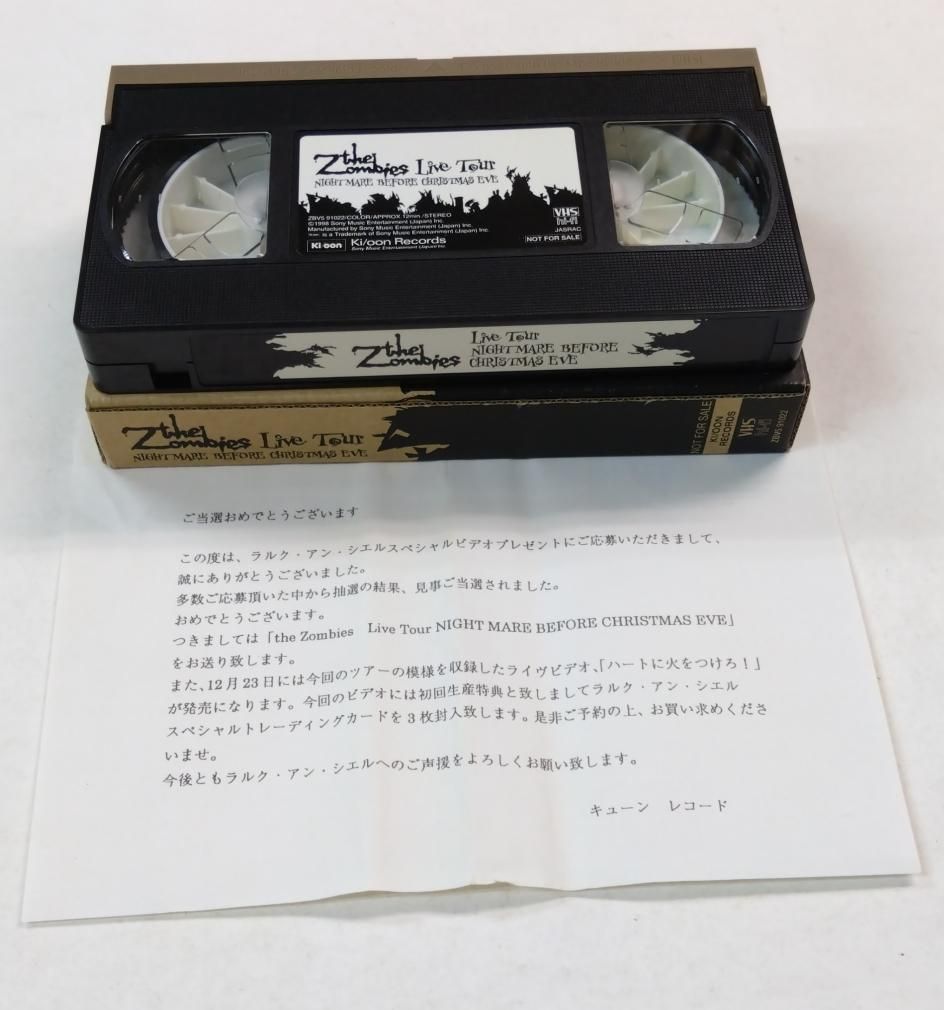 the Zombies Live Tour
NIGHT MARE BEFORE CHRISTMAS EVE
ZBVS 91022/COLOR/APPROX.12min./STEREO
©1998 Sony Music Entertainment (Japan) Inc.
Manufactured by Sony Music Entertainment (Japan) Inc.
is a Trademark of Sony Music Entertainment (Japan) Inc.
Ki/oon Ki/oon Records
Sony Music Entertainment (Japan) Inc.
VHS
hi-fi
JASRAC
NOT FOR SALE
the Zombies
Live Tour
NIGHT MARE BEFORE
CHRISTMAS EVE
the Zombies Live Tour
NIGHT MARE BEFORE CHRISTMAS EVE
NOT FOR SALE
KI/OON
RECORDS
VHS
hi-fi
ZBVS 91022
ご当選おめでとうございます
この度は、ラルク・アン・シエルスペシャルビデオプレゼントにご応募いただきまして、
誠にありがとうございました。
多数ご応募頂いた中から抽選の結果、見事ご当選されました。
おめでとうございます。
つきましては「the Zombies Live Tour NIGHT MARE BEFORE CHRISTMAS EVE」
をお送り致します。
また、12月23日には今回のツアーの模様を収録したライヴビデオ、「ハートに火をつけろ！」
が発売になります。今回のビデオには初回生産特典と致しましてラルク・アン・シエル
スペシャルトレーディングカードを3枚封入致します。是非ご予約の上、お買い求めくださ
いませ。
今後ともラルク・アン・シエルへのご声援をよろしくお願い致します。
キューン レコード